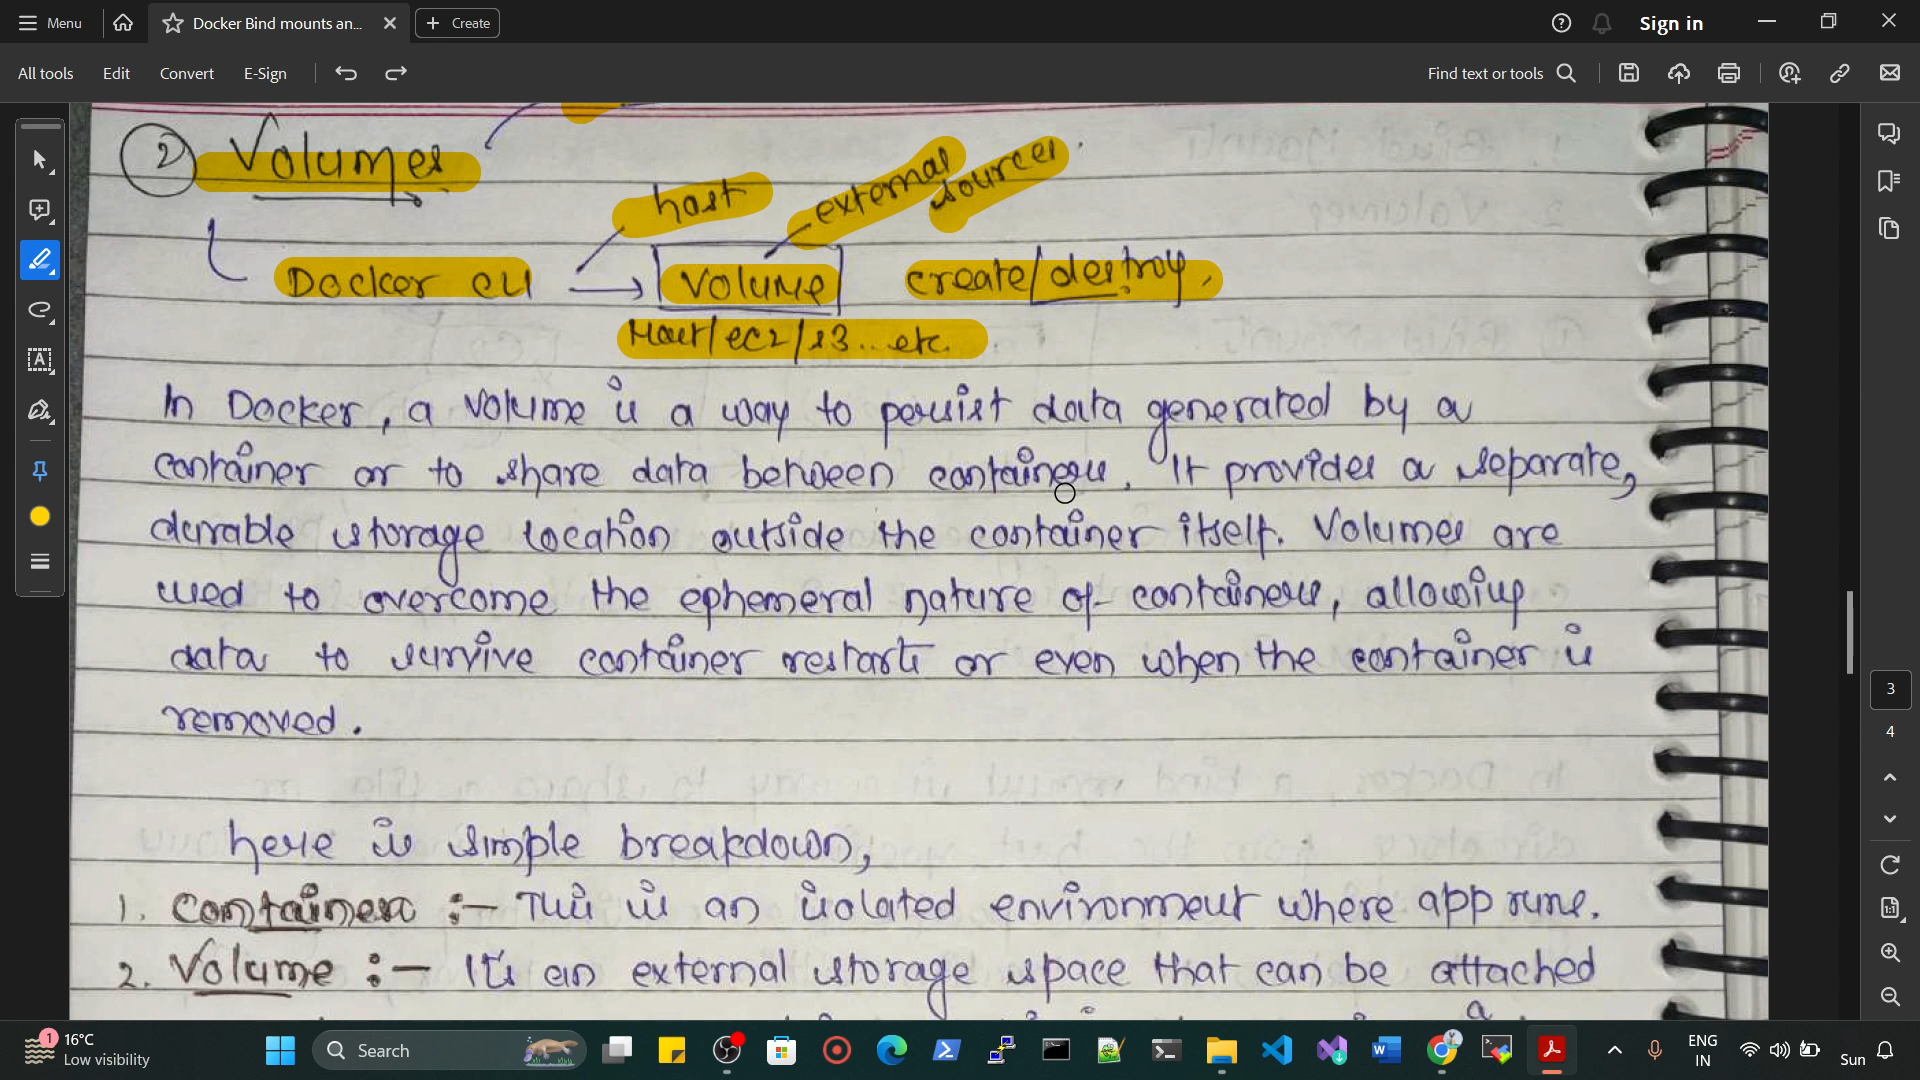 Menu
Docker Bind mounts an...
Create
Sign in
All tools
Edit
Convert
E-Sign
Find text or tools
2 Volumes
host
external sources.
Docker CLI → Volume create/destroy.
Host/ec2/s3...etc.
In Docker, a volume is a way to persist data generated by a
container or to share data between containers. It provides a separate,
durable storage location outside the container itself. Volumes are
used to overcome the ephemeral nature of containers, allowing
data to survive container restarts or even when the container is
removed.
here is simple breakdown,
1. Container :- This is an isolated environment where app runs.
2. Volume :- It's an external storage space that can be attached
a
3
4
1
16°C
Low visibility
Search
ENG
IN
Sun